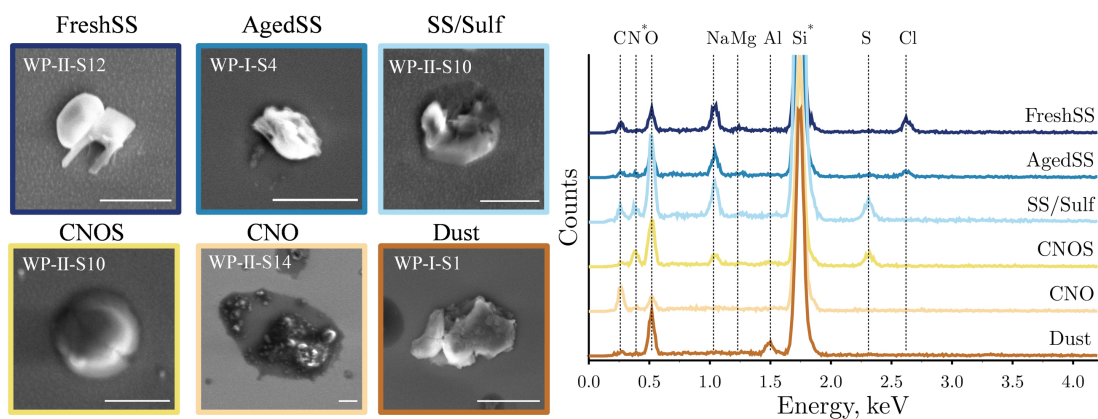 FreshSS AgedSS SS/Sulf
WP-II-S12 WP-I-S4 WP-II-S10
CNOS CNO Dust
WP-II-S10 WP-II-S14 WP-I-S1
C N* O Na Mg Al Si* S Cl
FreshSS
AgedSS
SS/Sulf
CNOS
CNO
Dust
Counts
0.0 0.5 1.0 1.5 2.0 2.5 3.0 3.5 4.0
Energy, keV